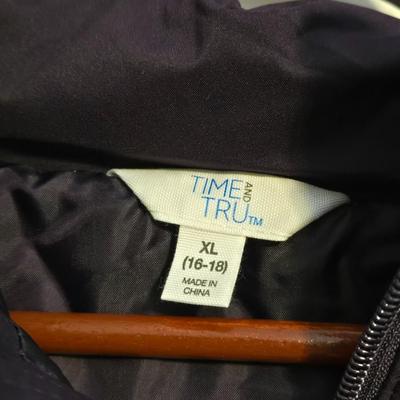 TIME AND
TRU™
XL
(16-18)
MADE IN
CHINA